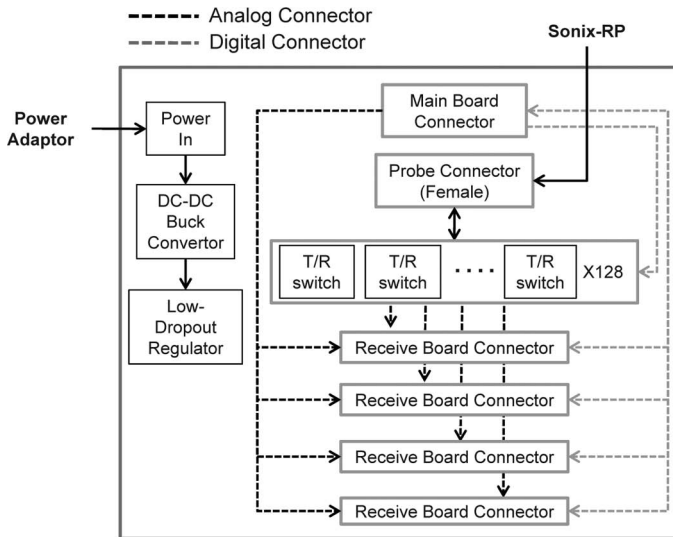 Analog Connector
Digital Connector
Sonix-RP
Power
Adaptor
Power
In
Main Board
Connector
Probe Connector
(Female)
DC-DC
Buck
Convertor
T/R
switch
T/R
switch
....
T/R
switch
X128
Low-
Dropout
Regulator
Receive Board Connector
Receive Board Connector
Receive Board Connector
Receive Board Connector